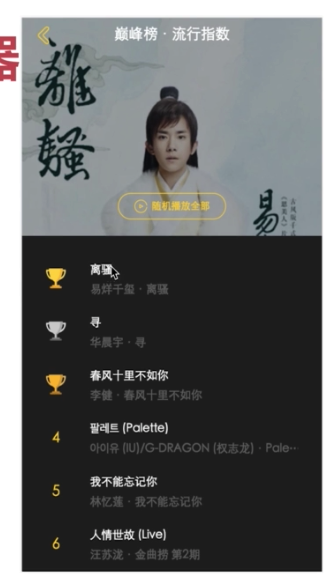 器
巅峰榜 · 流行指数
離騷
易
随机播放全部
离骚
易烊千玺 · 离骚
寻
华晨宇 · 寻
春风十里不如你
李健 · 春风十里不如你
4
팔레트 (Palette)
아이유 (IU)/G-DRAGON (权志龙) · Pale···
5
我不能忘记你
林忆莲 · 我不能忘记你
6
人情世故 (Live)
汪苏泷 · 金曲捞 第2期